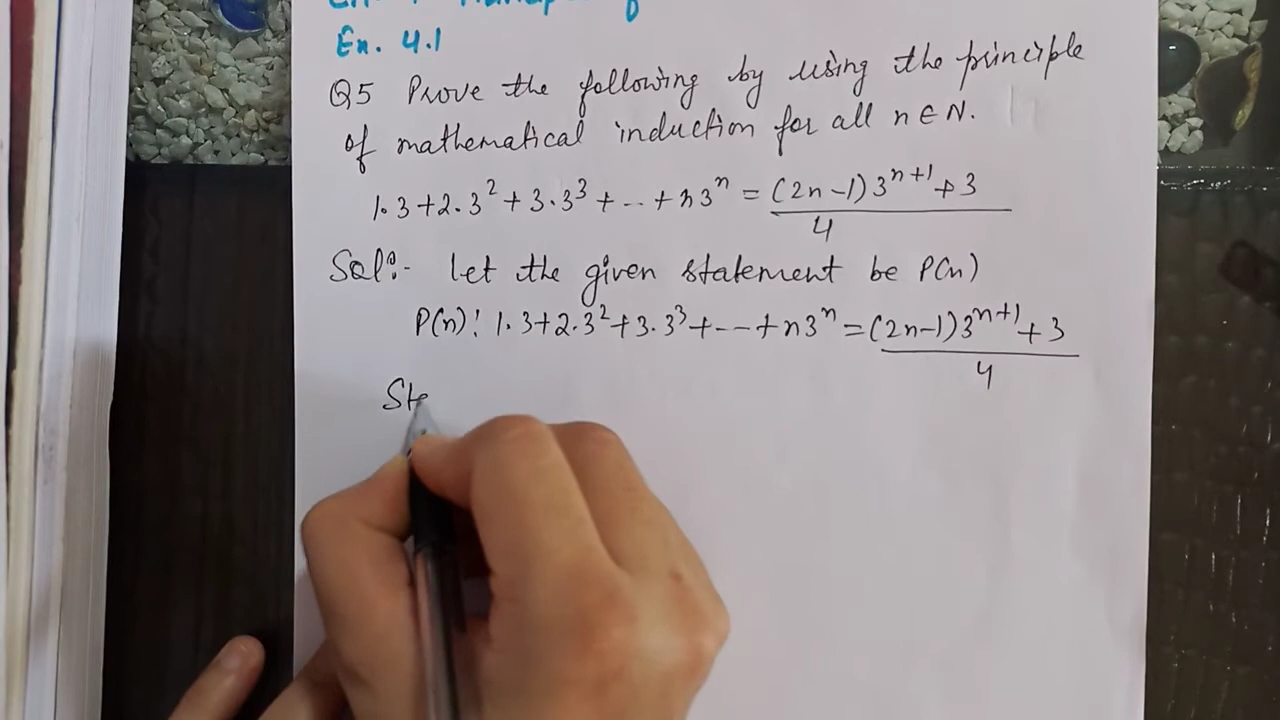 Ex. 4.1
Q5 Prove the following by using the principle
of mathematical induction for all n ∈ N.
1.3 + 2.3² + 3.3³ + -- + n3ⁿ = (2n-1)3ⁿ⁺¹ + 3
4
Sol:- let the given statement be P(n)
P(n): 1.3 + 2.3² + 3.3³ + --- + n3ⁿ = (2n-1)3ⁿ⁺¹ + 3
4
Ste